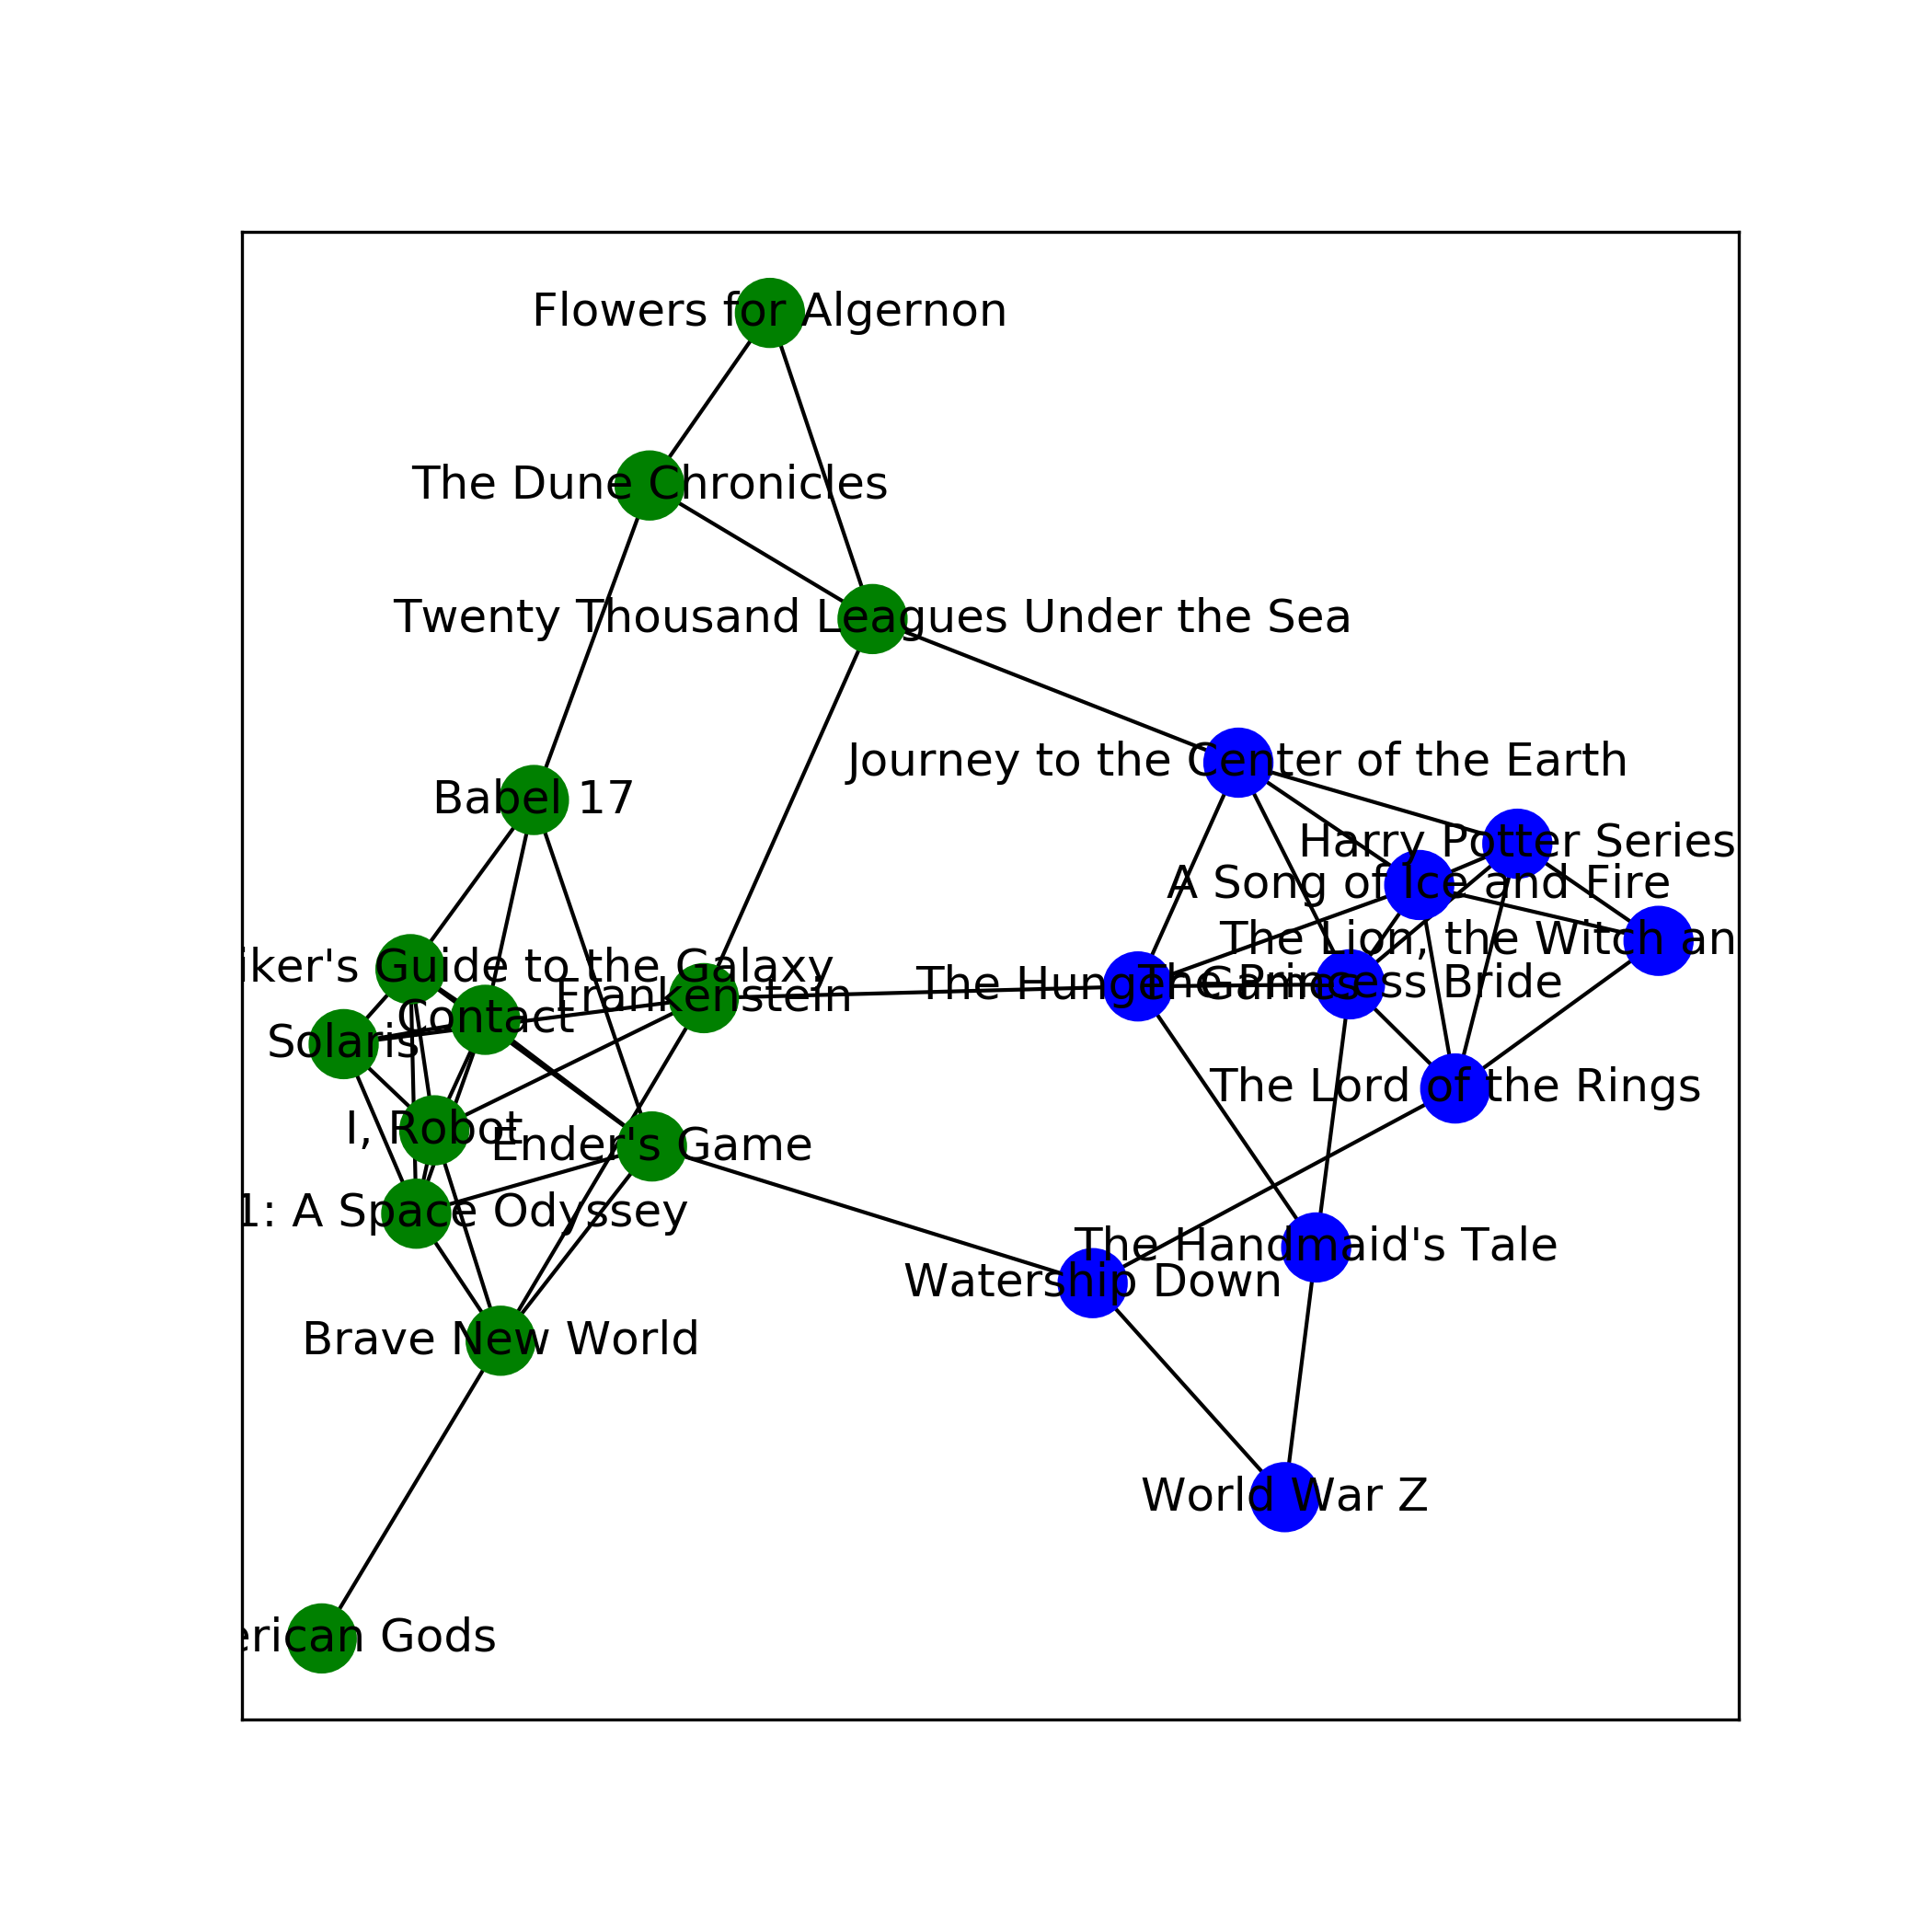 Flowers for Algernon
The Dune Chronicles
Twenty Thousand Leagues Under the Sea
Journey to the Center of the Earth
Babel 17
Harry Potter Series
A Song of Ice and Fire
The Lion, the Witch an
iker's Guide to the Galaxy
The Hunger Games
The Princess Bride
Frankenstein
Contact
Solaris
The Lord of the Rings
I, Robot
Ender's Game
1: A Space Odyssey
The Handmaid's Tale
Watership Down
Brave New World
World War Z
erican Gods